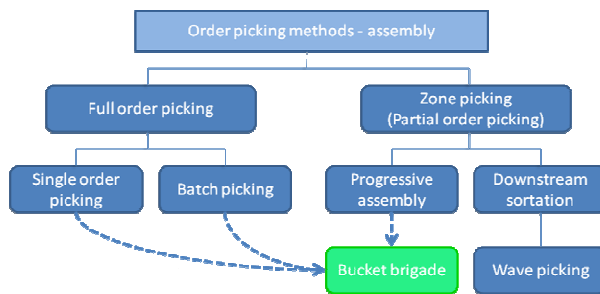 Order picking methods - assembly
Full order picking
Zone picking
(Partial order picking)
Single order
picking
Batch picking
Progressive
assembly
Downstream
sortation
Bucket brigade
Wave picking